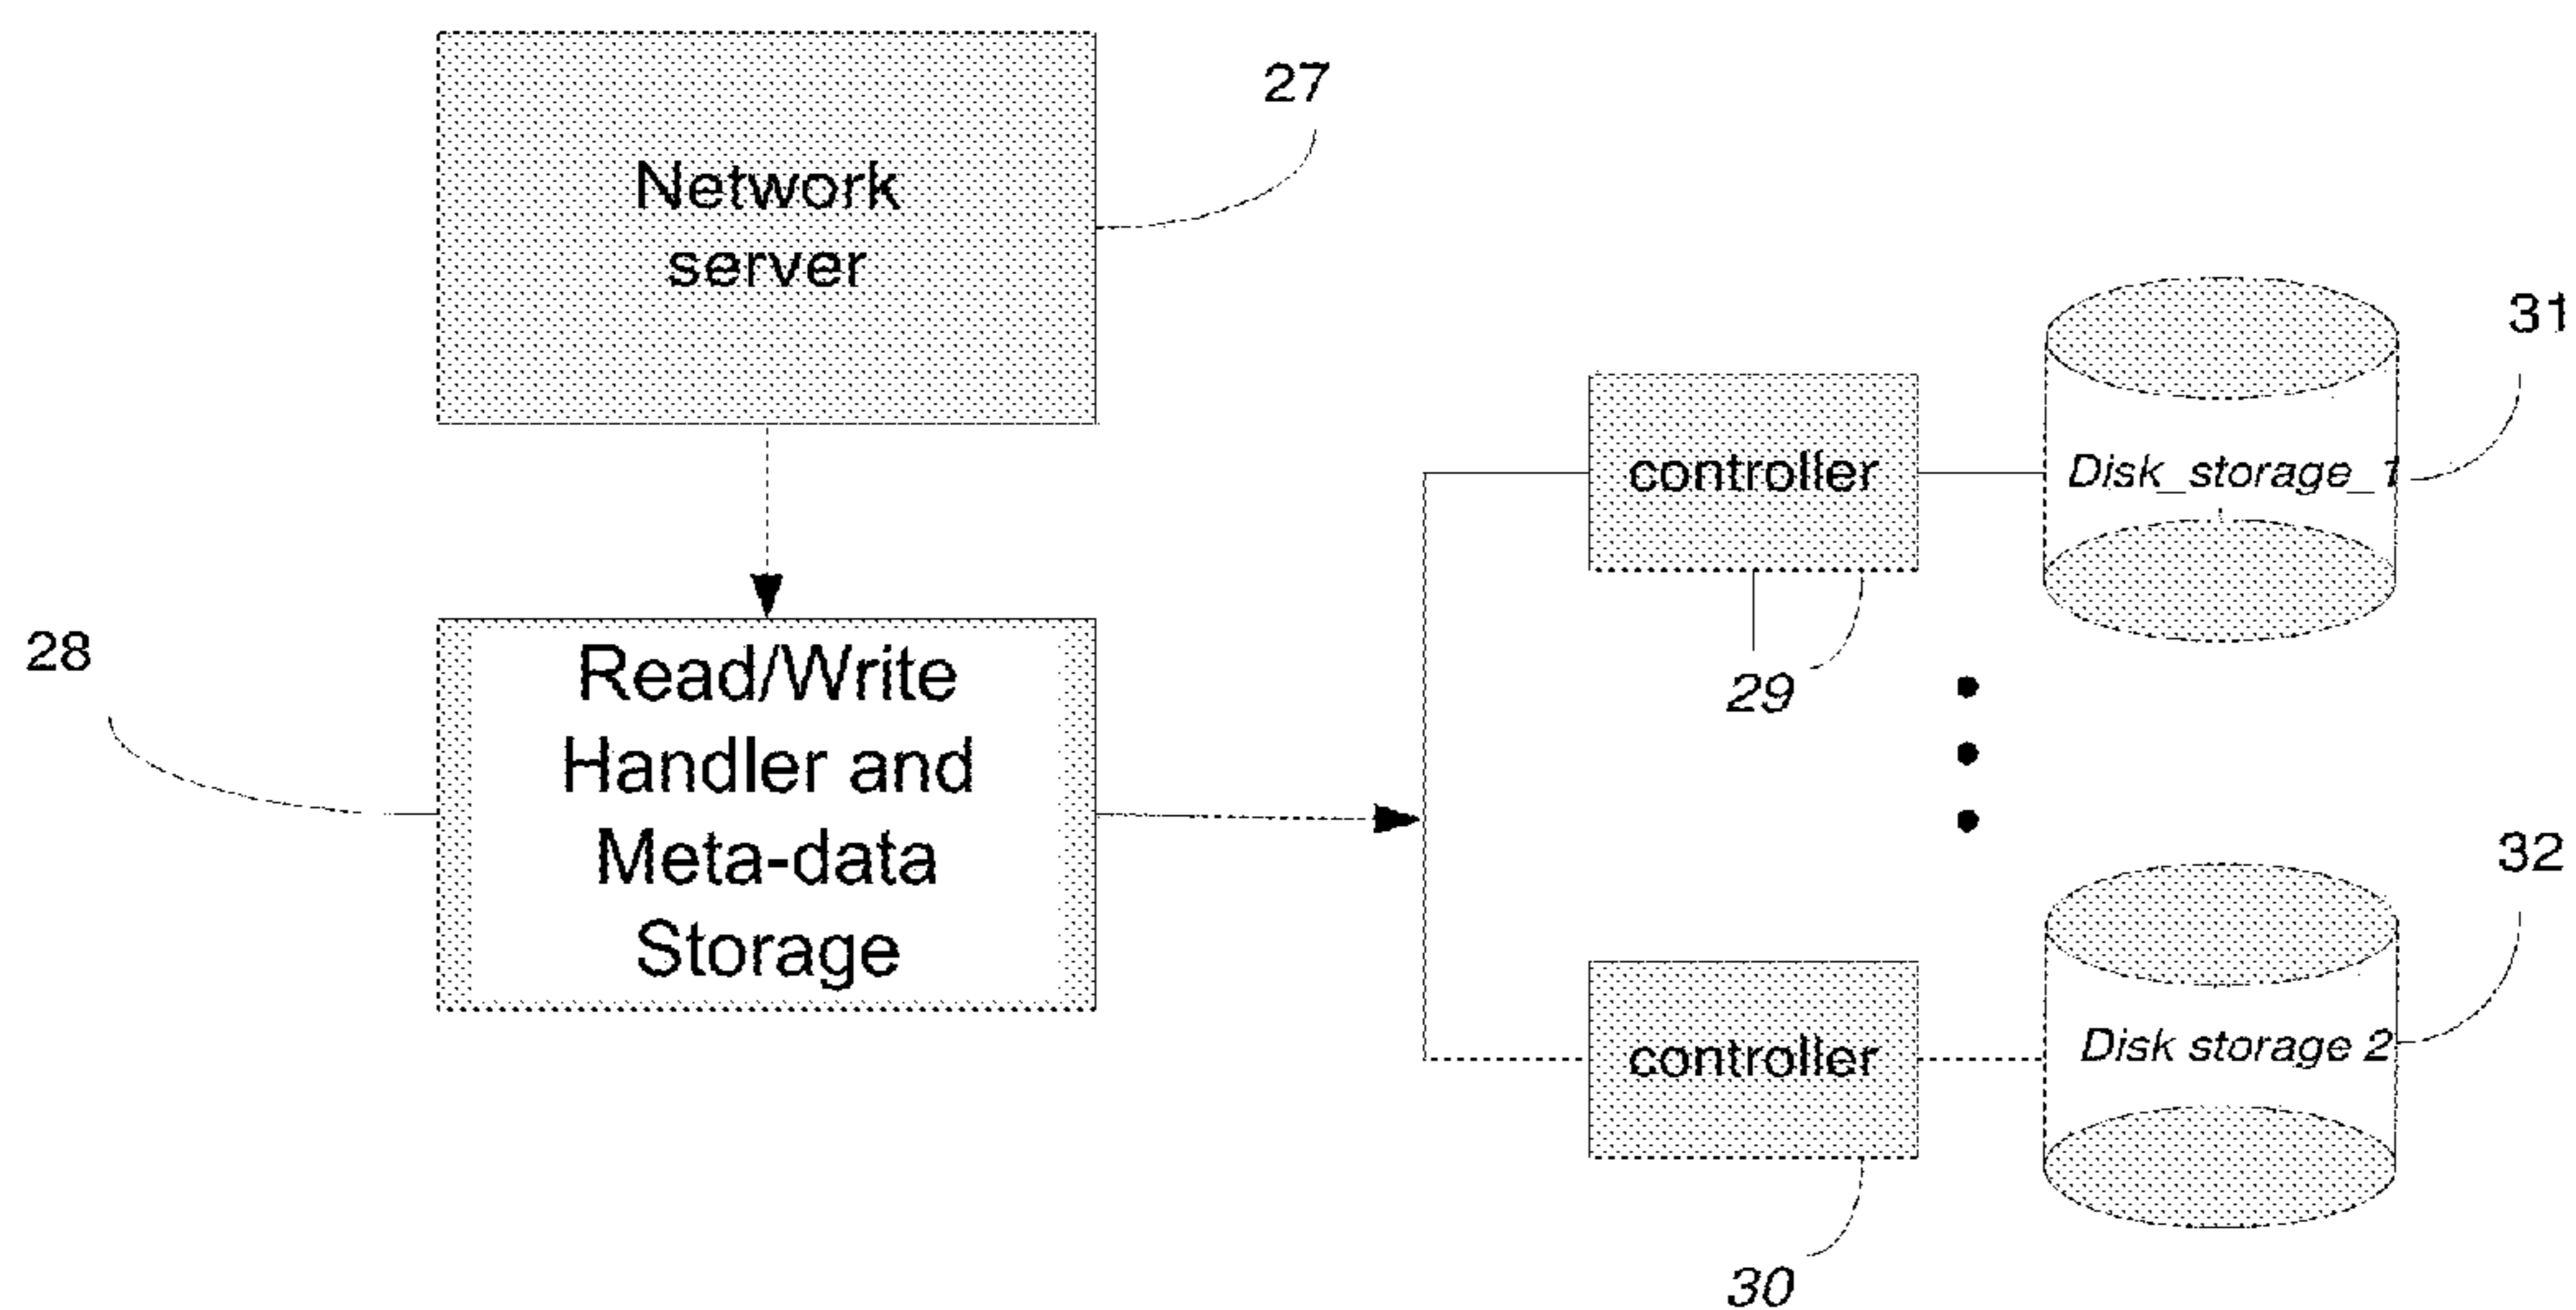 27
Network
server
31
controller
Disk_storage_1
28
Read/Write
Handler and
Meta-data
Storage
29
32
controller
Disk storage 2
30